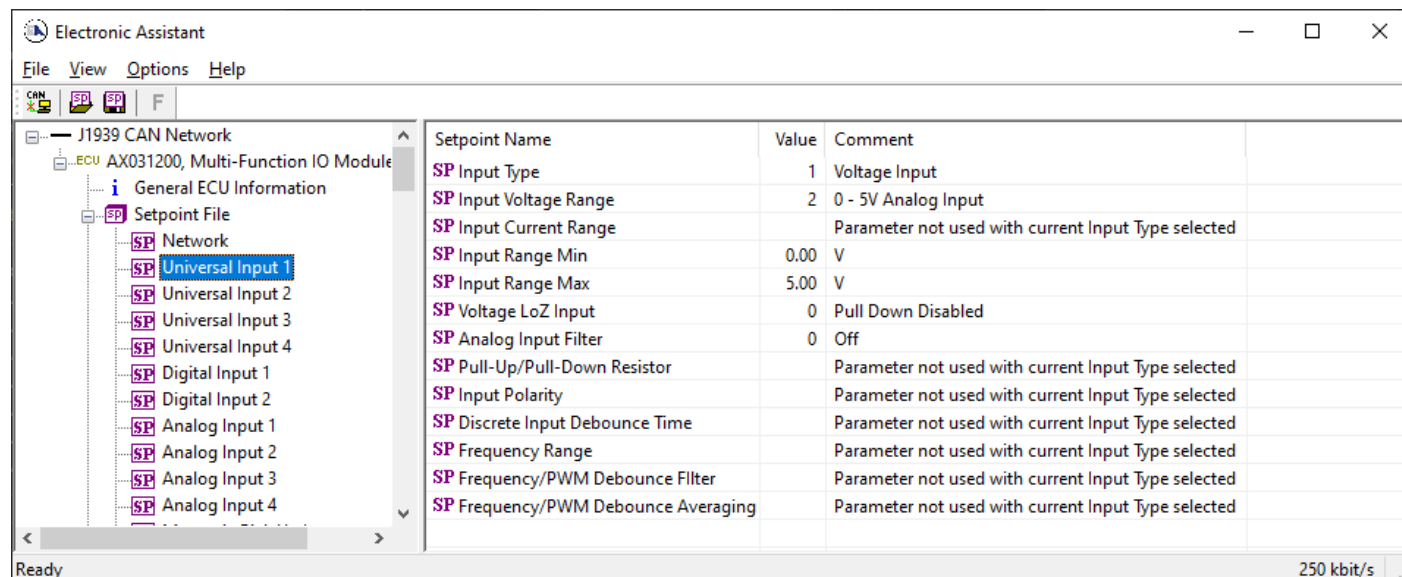 Electronic Assistant
File View Options Help
CAN SP SP F
J1939 CAN Network
ECU AX031200, Multi-Function IO Module
i General ECU Information
SP Setpoint File
SP Network
SP Universal Input 1
SP Universal Input 2
SP Universal Input 3
SP Universal Input 4
SP Digital Input 1
SP Digital Input 2
SP Analog Input 1
SP Analog Input 2
SP Analog Input 3
SP Analog Input 4
Setpoint Name Value Comment
SP Input Type 1 Voltage Input
SP Input Voltage Range 2 0 - 5V Analog Input
SP Input Current Range Parameter not used with current Input Type selected
SP Input Range Min 0.00 V
SP Input Range Max 5.00 V
SP Voltage LoZ Input 0 Pull Down Disabled
SP Analog Input Filter 0 Off
SP Pull-Up/Pull-Down Resistor Parameter not used with current Input Type selected
SP Input Polarity Parameter not used with current Input Type selected
SP Discrete Input Debounce Time Parameter not used with current Input Type selected
SP Frequency Range Parameter not used with current Input Type selected
SP Frequency/PWM Debounce FIlter Parameter not used with current Input Type selected
SP Frequency/PWM Debounce Averaging Parameter not used with current Input Type selected
Ready 250 kbit/s